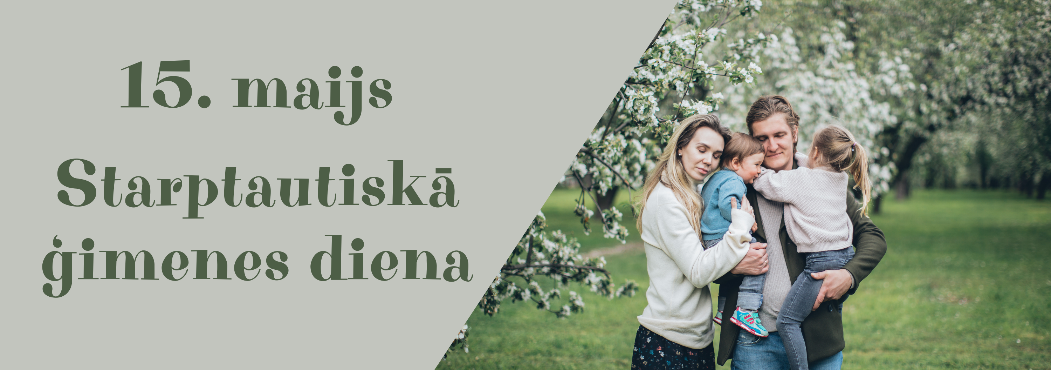 15. maijs
Starptautiskā
ģimenes diena